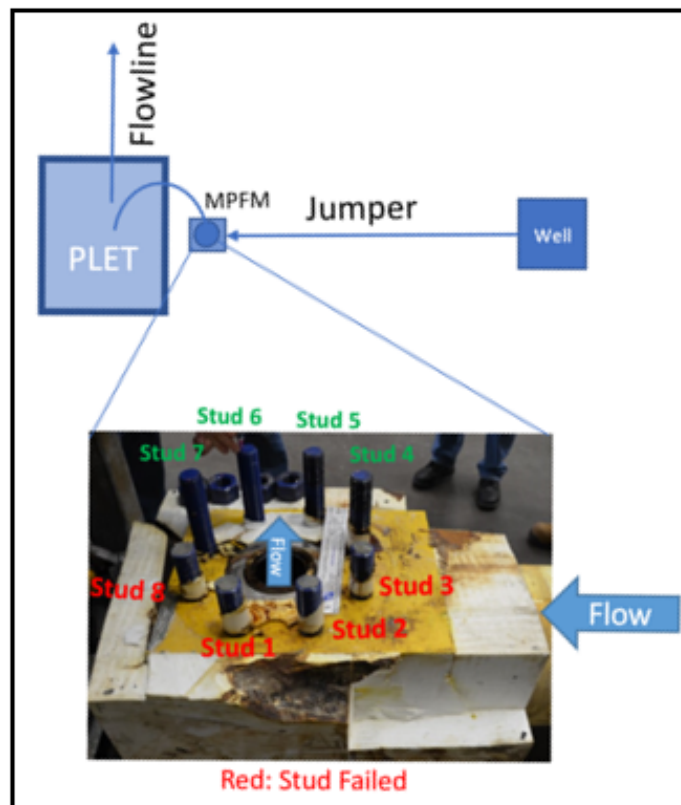 Flowline
MPFM
Jumper
Well
PLET
Stud 6
Stud 5
Stud 7
Stud 4
Flow
Stud 8
Stud 3
Flow
Stud 2
Stud 1
Red: Stud Failed